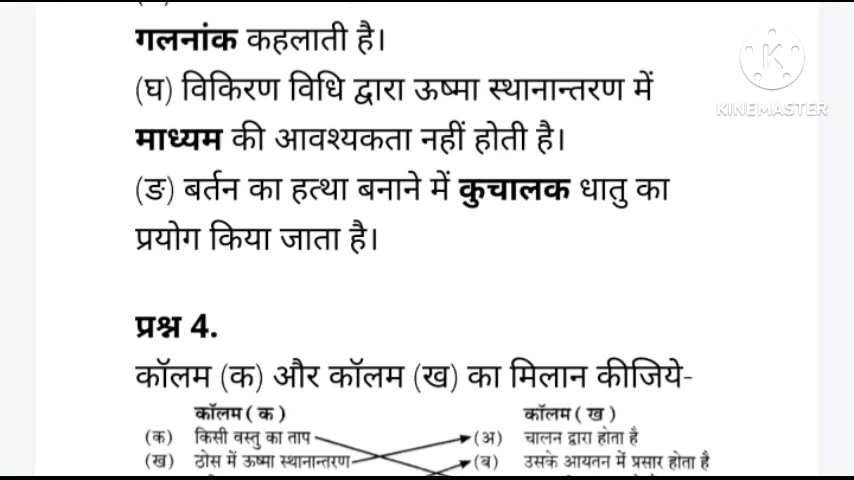 गलनांक कहलाती है।
(घ) विकिरण विधि द्वारा ऊष्मा स्थानान्तरण में
माध्यम की आवश्यकता नहीं होती है।
(ङ) बर्तन का हत्था बनाने में कुचालक धातु का
प्रयोग किया जाता है।
प्रश्न 4.
कॉलम (क) और कॉलम (ख) का मिलान कीजिये-
कॉलम ( क ) कॉलम ( ख )
(क) किसी वस्तु का ताप (अ) चालन द्वारा होता है
(ख) ठोस में ऊष्मा स्थानान्तरण (ब) उसके आयतन में प्रसार होता है
K
KINEMASTER